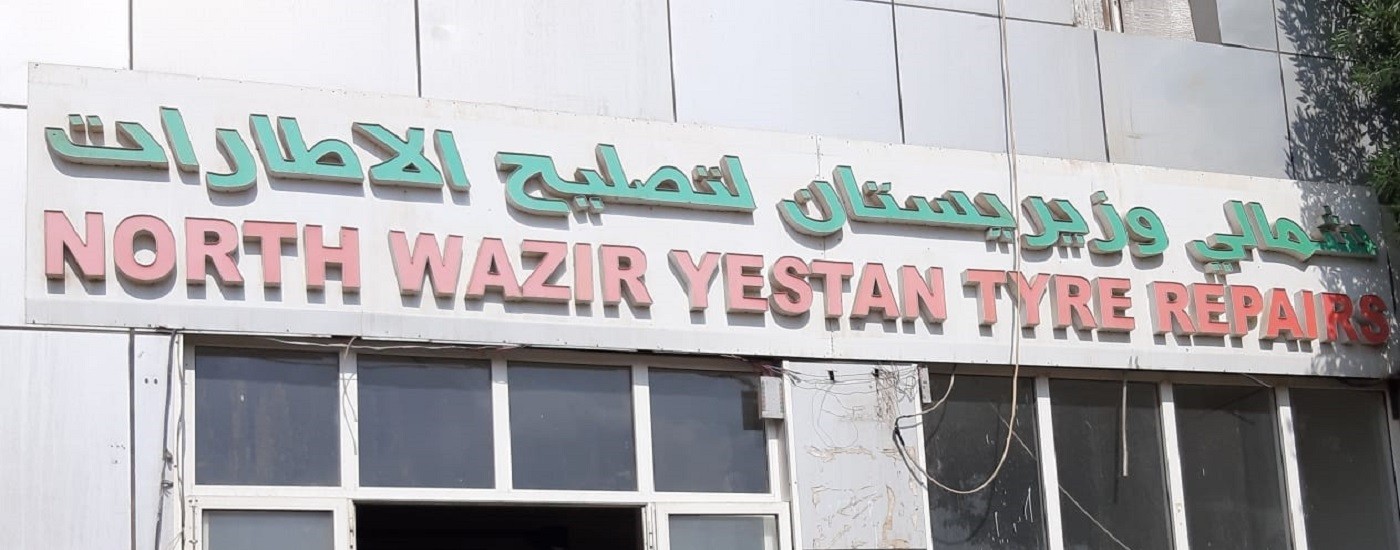 شمالي وزيريستان لتصليح الاطارات
NORTH WAZIR YESTAN TYRE REPAIRS